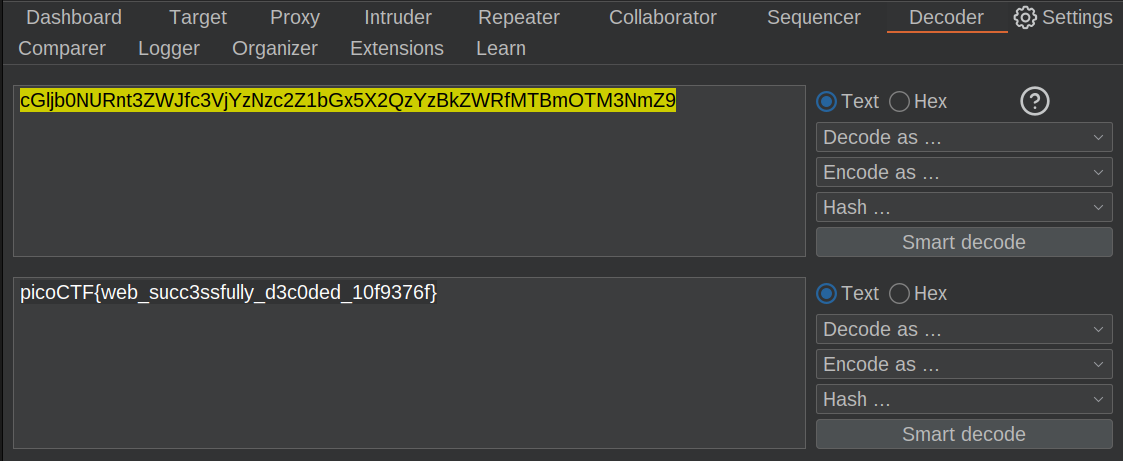 Dashboard Target Proxy Intruder Repeater Collaborator Sequencer Decoder Settings
Comparer Logger Organizer Extensions Learn
cGljb0NURnt3ZWJfc3VjYzNzc2Z1bGx5X2QzYzBkZWRfMTBmOTM3NmZ9
Text Hex ?
Decode as ...
Encode as ...
Hash ...
Smart decode
picoCTF{web_succ3ssfully_d3c0ded_10f9376f}
Text Hex
Decode as ...
Encode as ...
Hash ...
Smart decode